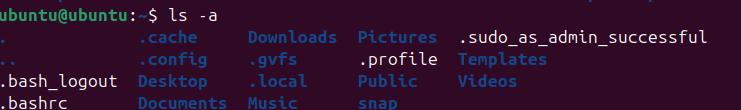 ubuntu@ubuntu:~$ ls -a
. .cache Downloads Pictures .sudo_as_admin_successful
.. .config .gvfs .profile Templates
.bash_logout Desktop .local Public Videos
.bashrc Documents Music snap